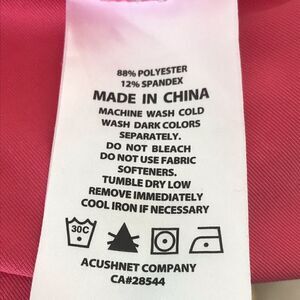 88% POLYESTER
12% SPANDEX
MADE IN CHINA
MACHINE WASH COLD
WASH DARK COLORS
SEPARATELY.
DO NOT BLEACH
DO NOT USE FABRIC
SOFTENERS.
TUMBLE DRY LOW
REMOVE IMMEDIATELY
COOL IRON IF NECESSARY
30C
ACUSHNET COMPANY
CA#28544